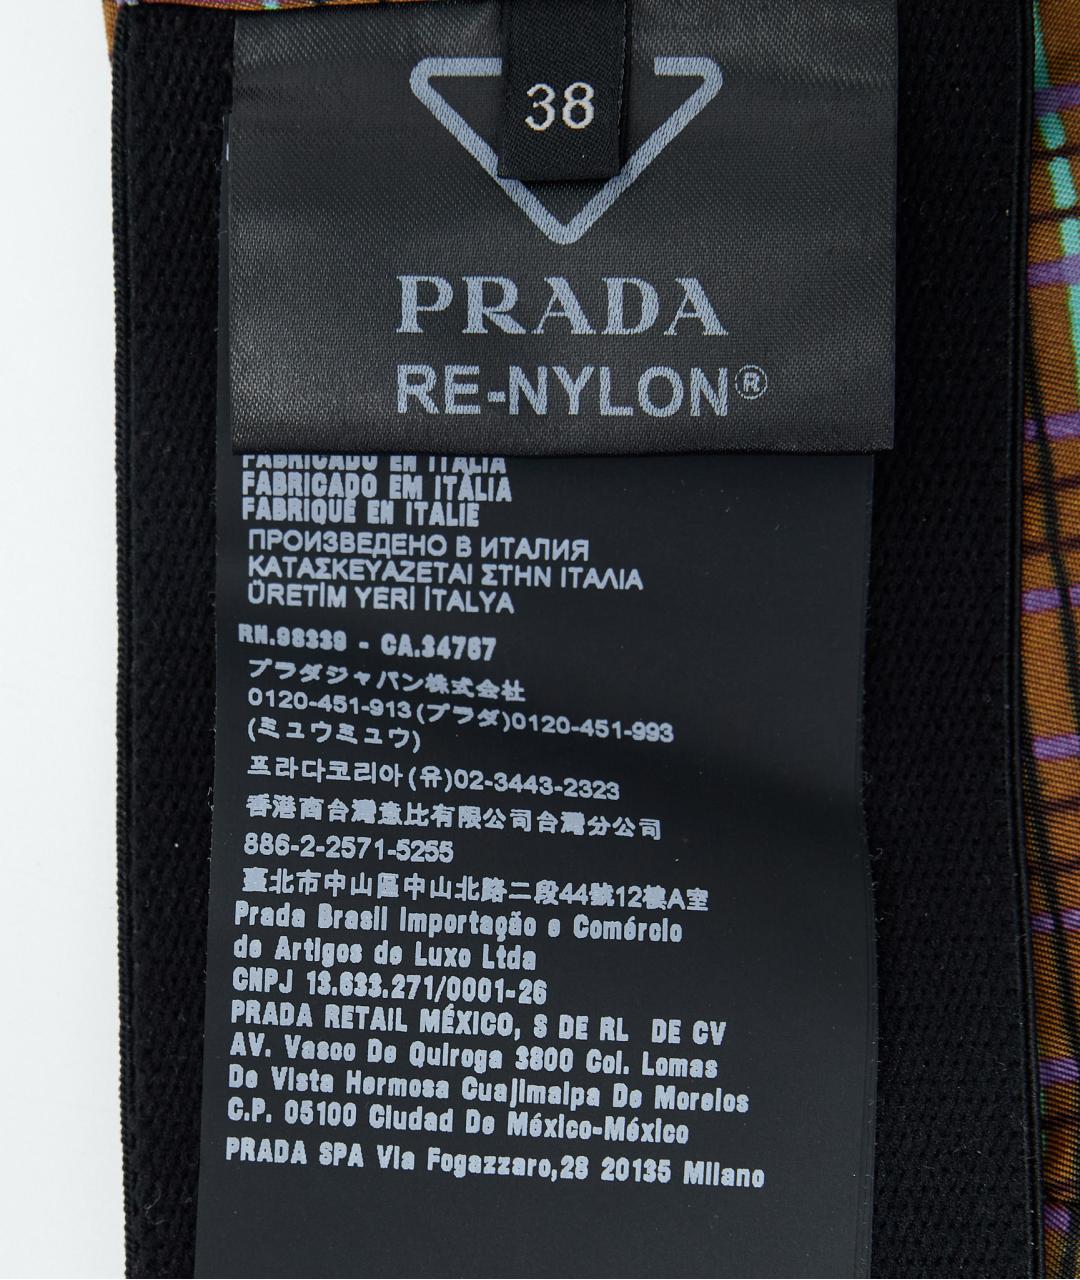 38
PRADA
RE-NYLON®
FABRICADO EN ITALIA
FABRICADO EM ITÁLIA
FABRIQUÉ EN ITALIE
ПРОИЗВЕДЕНО В ИТАЛИЯ
ΚΑΤΑΣΚΕΥΑΖΕΤΑΙ ΣΤΗΝ ΙΤΑΛΙΑ
ÜRETİM YERİ İTALYA
RN.98339 - CA.34767
プラダジャパン株式会社
0120-451-913(プラダ)0120-451-993
(ミュウミュウ)
프라다코리아(유)02-3443-2323
香港商台灣意比有限公司台灣分公司
886-2-2571-5255
臺北市中山區中山北路二段44號12樓A室
Prada Brasil Importação e Comércio
de Artigos de Luxo Ltda
CNPJ 13.633.271/0001-26
PRADA RETAIL MÉXICO, S DE RL DE CV
AV. Vasco De Quiroga 3800 Col. Lomas
De Vista Hermosa Cuajimalpa De Morelos
C.P. 05100 Ciudad De México-México
PRADA SPA Via Fogazzaro,28 20135 Milano